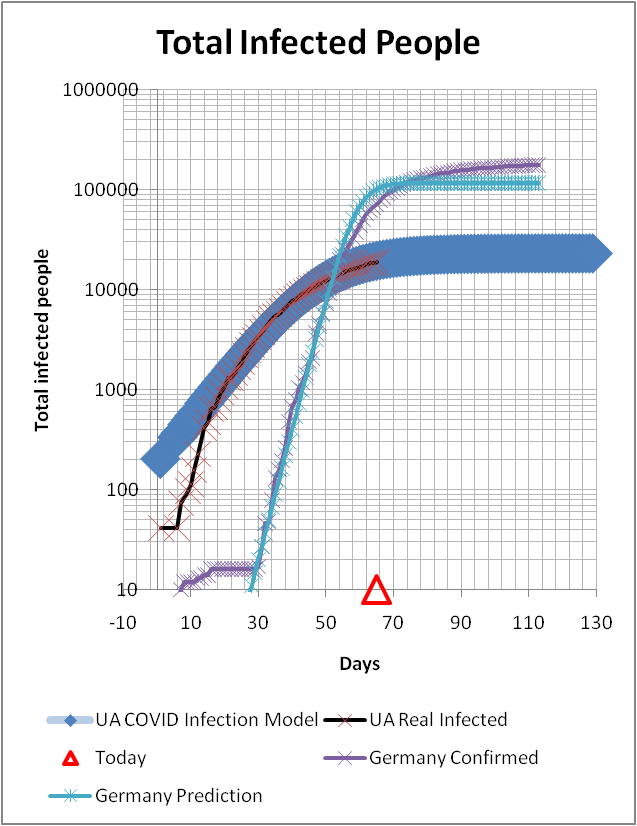 Total Infected People
1000000
100000
10000
1000
100
10
Total infected people
-10 10 30 50 70 90 110 130
Days
UA COVID Infection Model UA Real Infected
Today Germany Confirmed
Germany Prediction